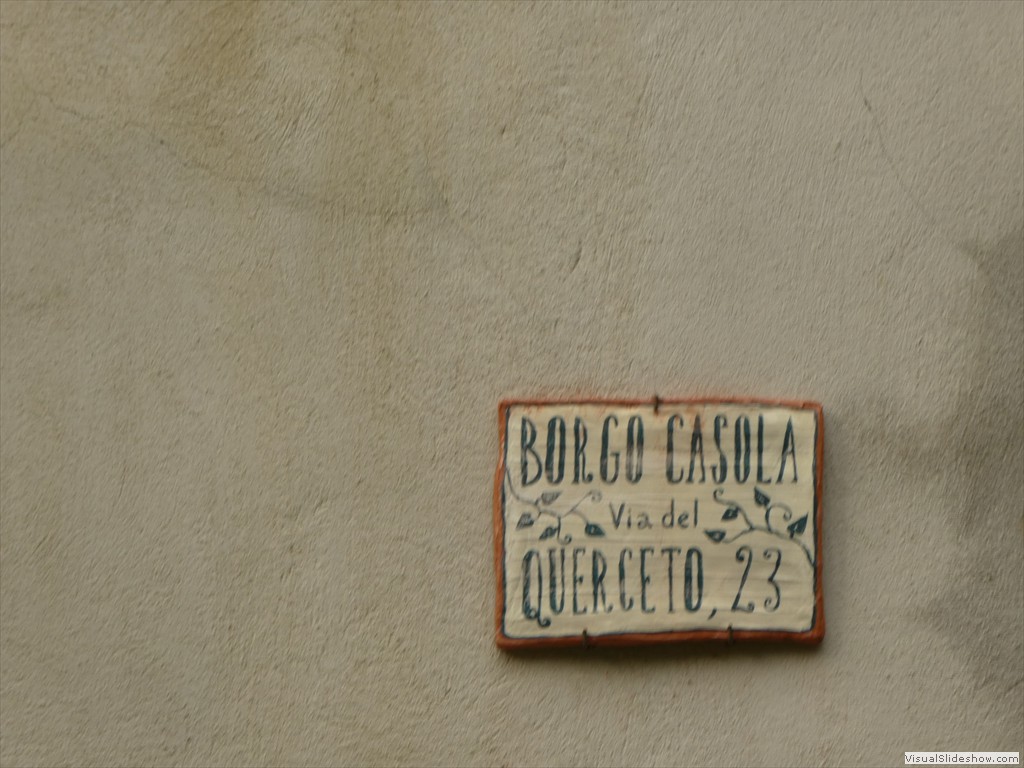 BORGO CASOLA
Via del
QUERCETO, 23
VisualSlideshow.com